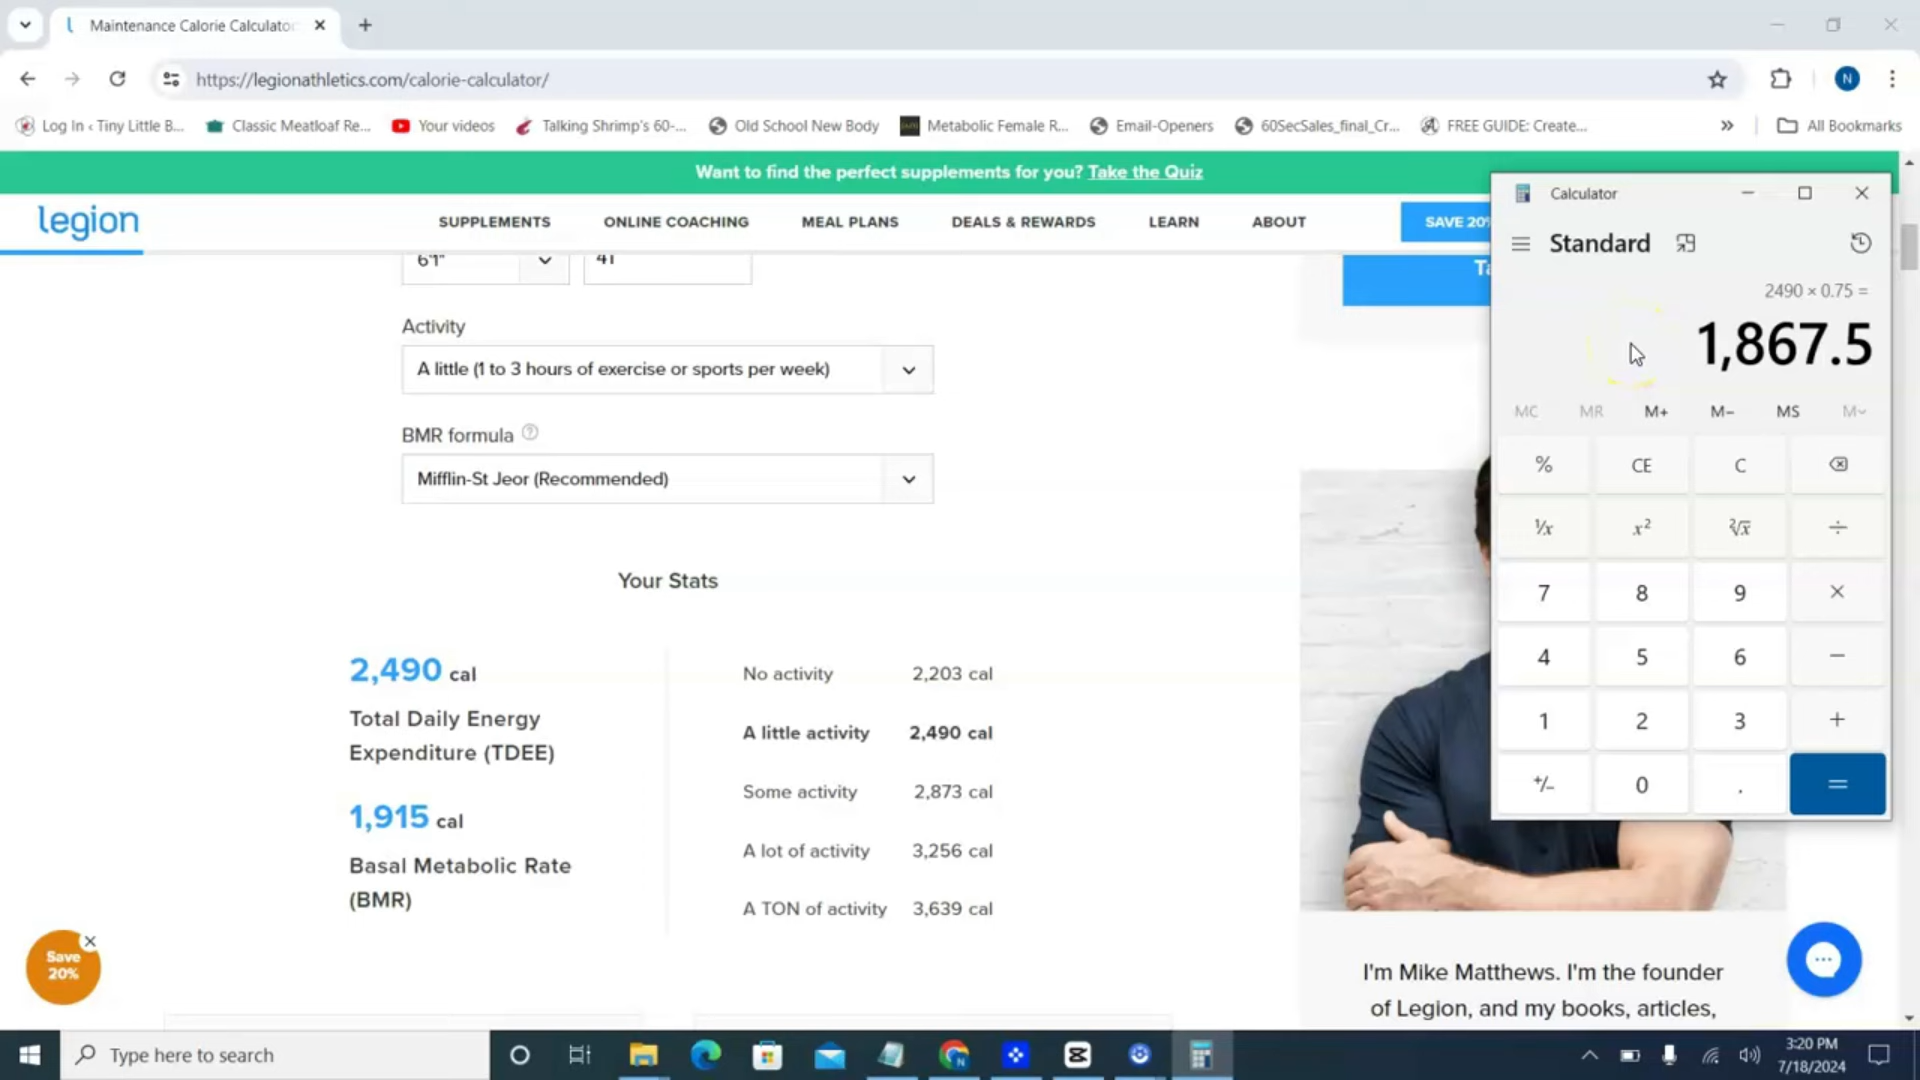 Maintenance Calorie Calculator
https://legionathletics.com/calorie-calculator/
N
Log In ‹ Tiny Little B...
Classic Meatloaf Re...
Your videos
Talking Shrimp's 60-...
Old School New Body
Metabolic Female R...
Email-Openers
60SecSales_final_Cr...
FREE GUIDE: Create...
»
All Bookmarks
Want to find the perfect supplements for you? Take the Quiz
legion
SUPPLEMENTS
ONLINE COACHING
MEAL PLANS
DEALS & REWARDS
LEARN
ABOUT
SAVE 20%
6'1"
41
Activity
A little (1 to 3 hours of exercise or sports per week)
BMR formula ?
Mifflin-St Jeor (Recommended)
Your Stats
2,490 cal
Total Daily Energy
Expenditure (TDEE)
1,915 cal
Basal Metabolic Rate
(BMR)
No activity 2,203 cal
A little activity 2,490 cal
Some activity 2,873 cal
A lot of activity 3,256 cal
A TON of activity 3,639 cal
Save
20%
Calculator
Standard
2490 × 0.75 =
1,867.5
MC MR M+ M− MS M˅
% CE C
⅟x x² ²√x ÷
7 8 9 ×
4 5 6 −
1 2 3 +
+/− 0 . =
I'm Mike Matthews. I'm the founder
of Legion, and my books, articles,
Type here to search
3:20 PM
7/18/2024